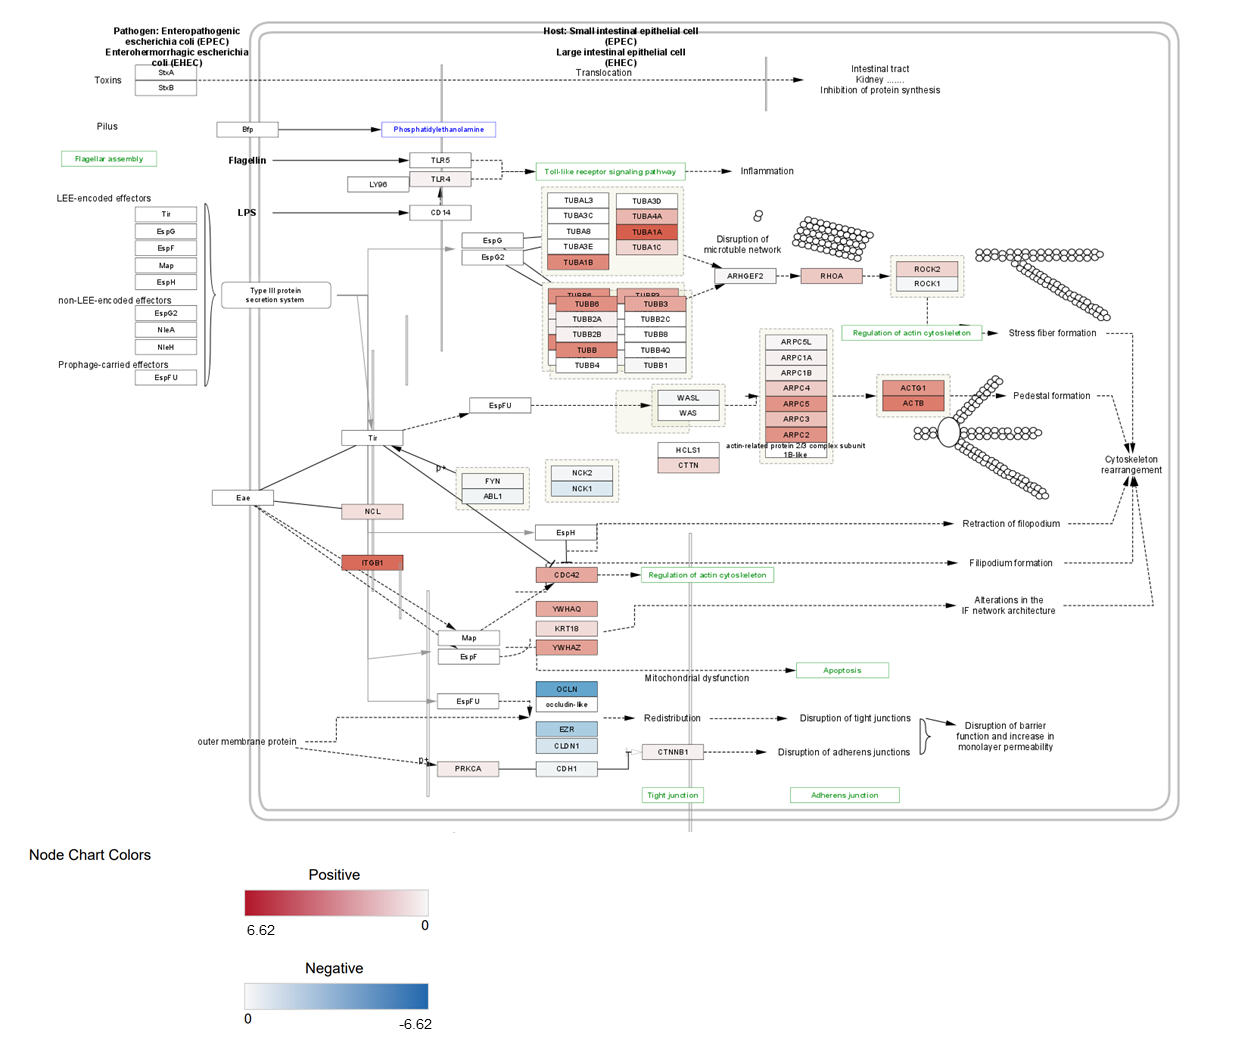 Pathogen: Enteropathogenic
escherichia coli (EPEC)
Enterohermorrhagic escherichia
coli (EHEC)
Host: Small intestinal epithelial cell
(EPEC)
Large intestinal epithelial cell
(EHEC)
Toxins
StxA
StxB
Translocation
Intestinal tract
Kidney .......
Inhibition of protein synthesis
Pilus
Bfp
Phosphatidylethanolamine
Flagellar assembly
Flagellin
TLR5
LY96
TLR4
Toll-like receptor signaling pathway
Inflammation
LEE-encoded effectors
Tir
EspG
EspF
Map
EspH
non-LEE-encoded effectors
EspG2
NleA
NleH
Prophage-carried effectors
EspFU
LPS
CD14
Type III protein
secretion system
EspG
EspG2
TUBAL3
TUBA3C
TUBA8
TUBA3E
TUBA1B
TUBA3D
TUBA4A
TUBA1A
TUBA1C
TUBB6
TUBB2A
TUBB2B
TUBB
TUBB4
TUBB3
TUBB2C
TUBB8
TUBB4Q
TUBB1
Disruption of
microtuble network
ARHGEF2
RHOA
ROCK2
ROCK1
Regulation of actin cytoskeleton
Stress fiber formation
ARPC5L
ARPC1A
ARPC1B
ARPC4
ARPC5
ARPC3
ARPC2
actin-related protein 2/3 complex subunit
1B-like
EspFU
WASL
WAS
HCLS1
CTTN
ACTG1
ACTB
Pedestal formation
Cytoskeleton
rearrangement
Tir
p+
FYN
ABL1
NCK2
NCK1
Eae
NCL
ITGB1
EspH
Retraction of filopodium
CDC42
Regulation of actin cytoskeleton
Filipodium formation
YWHAQ
KRT18
YWHAZ
Alterations in the
IF network architecture
Map
EspF
Mitochondrial dysfunction
Apoptosis
EspFU
OCLN
occludin-like
EZR
CLDN1
Redistribution
Disruption of tight junctions
Disruption of barrier
function and increase in
monolayer permeability
outer membrane protein
p+
PRKCA
CDH1
CTNNB1
Disruption of adherens junctions
Tight junction
Adherens junction
Node Chart Colors
Positive
6.62
0
Negative
0
-6.62